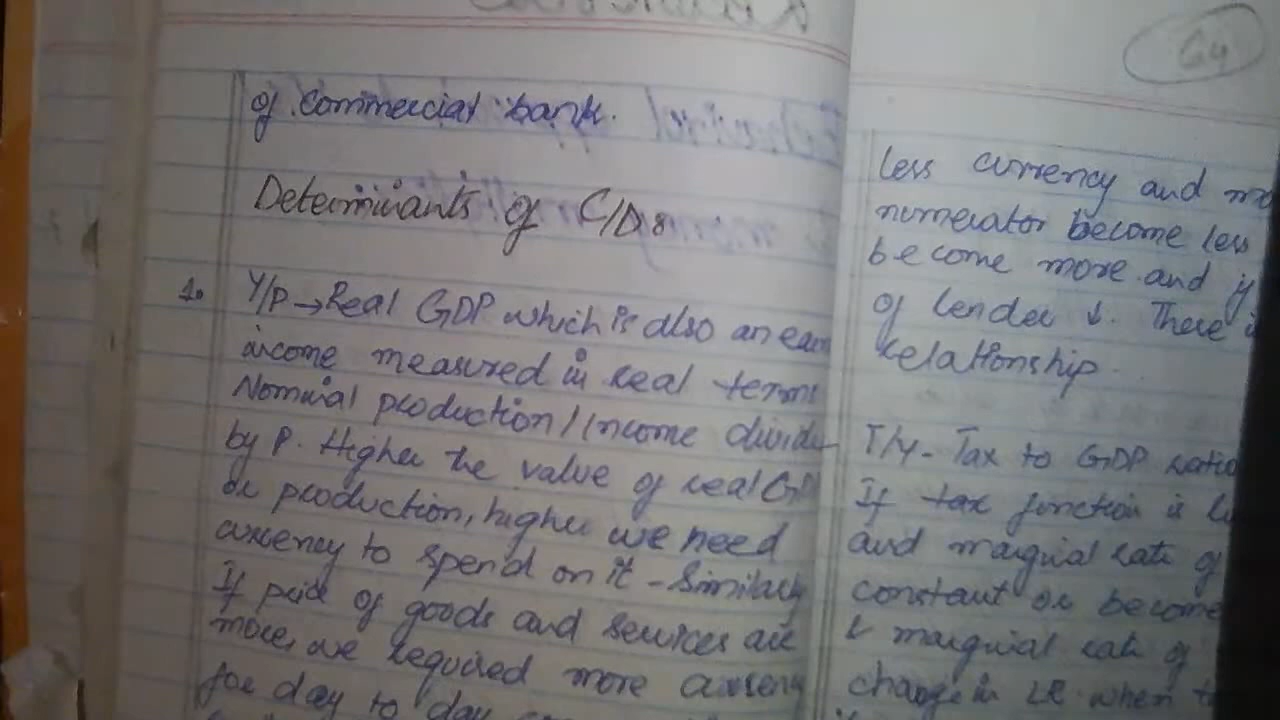 of commercial bank.
Determinants of C/D:
1. Y/P → Real GDP which is also an
income measured in real terms
Nominal production/Income
by P. Higher the value of real
or production, higher we need
currency to spend on it - Similarly
If price of goods and services are
more, we required more
for day to day
64
less currency and
numerator become less
become more and if
of lender ↓. There
relationship.
T/Y - Tax to GDP ratio
If tax function is
and marginal rate of
constant or become
& marginal rate of
change in when